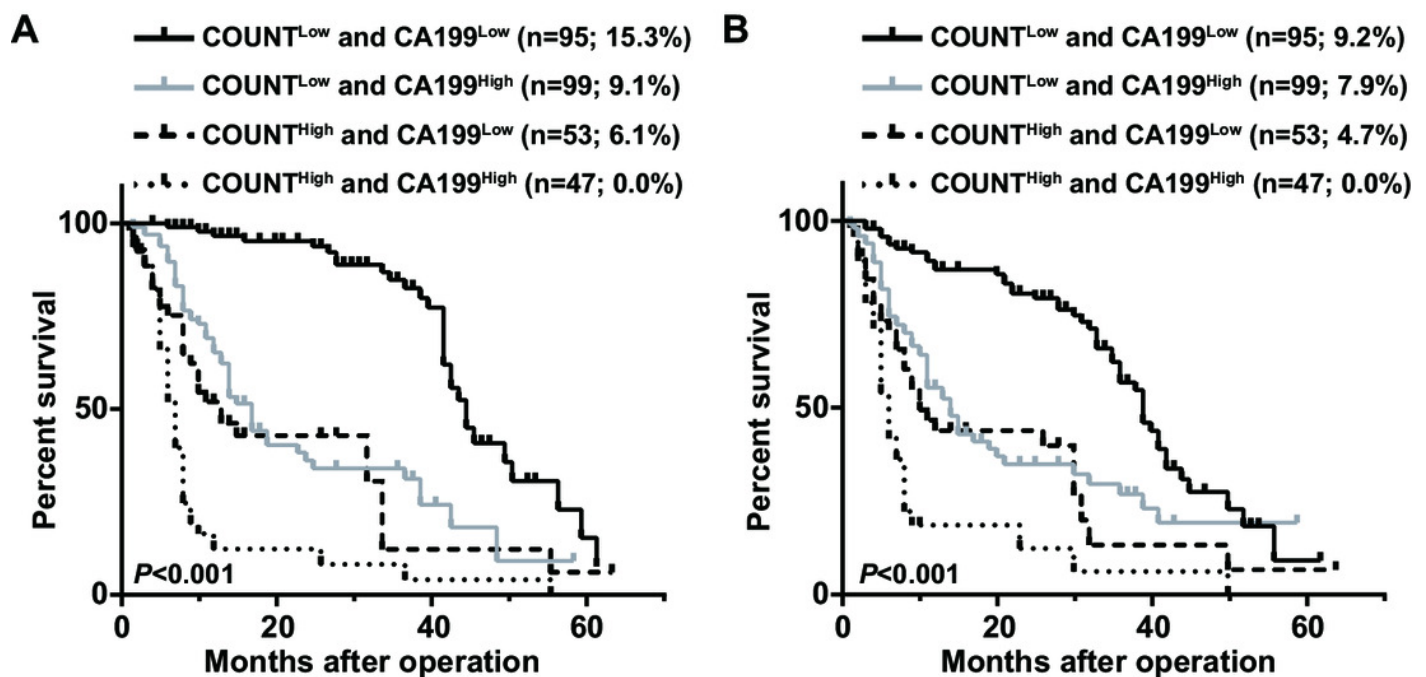 A
COUNTLow and CA199Low (n=95; 15.3%)
COUNTLow and CA199High (n=99; 9.1%)
COUNTHigh and CA199Low (n=53; 6.1%)
COUNTHigh and CA199High (n=47; 0.0%)
100
50
0
Percent survival
P<0.001
0 20 40 60
Months after operation
B
COUNTLow and CA199Low (n=95; 9.2%)
COUNTLow and CA199High (n=99; 7.9%)
COUNTHigh and CA199Low (n=53; 4.7%)
COUNTHigh and CA199High (n=47; 0.0%)
100
50
0
Percent survival
P<0.001
0 20 40 60
Months after operation